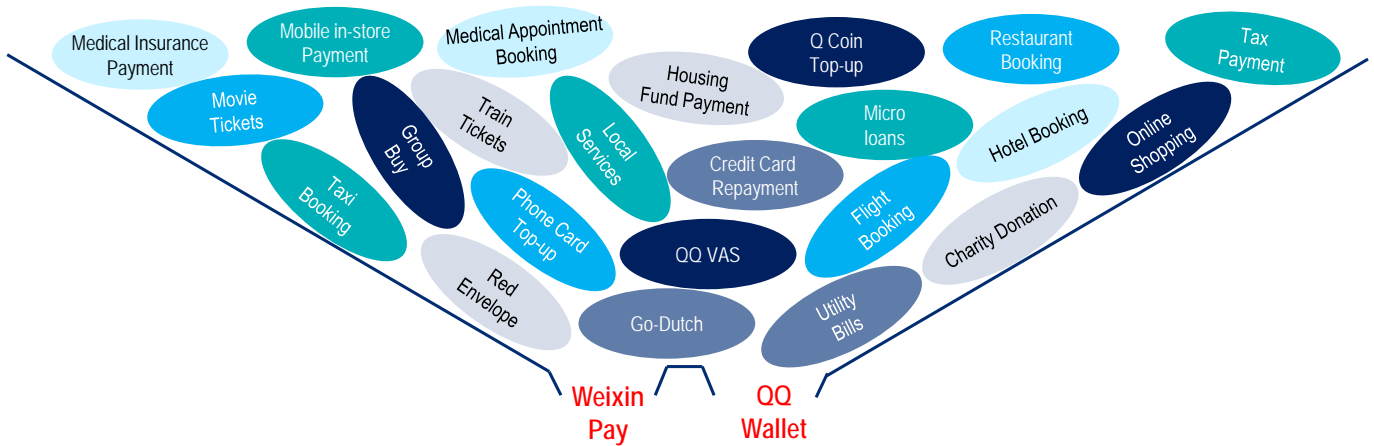 Medical Insurance
Payment
Mobile in-store
Payment
Medical Appointment
Booking
Housing
Fund Payment
Q Coin
Top-up
Restaurant
Booking
Tax
Payment
Movie
Tickets
Group
Buy
Train
Tickets
Local
Services
Micro
loans
Hotel Booking
Online
Shopping
Taxi
Booking
Phone Card
Top-up
Credit Card
Repayment
Flight
Booking
Charity Donation
Red
Envelope
QQ VAS
Go-Dutch
Utility
Bills
Weixin
Pay
QQ
Wallet